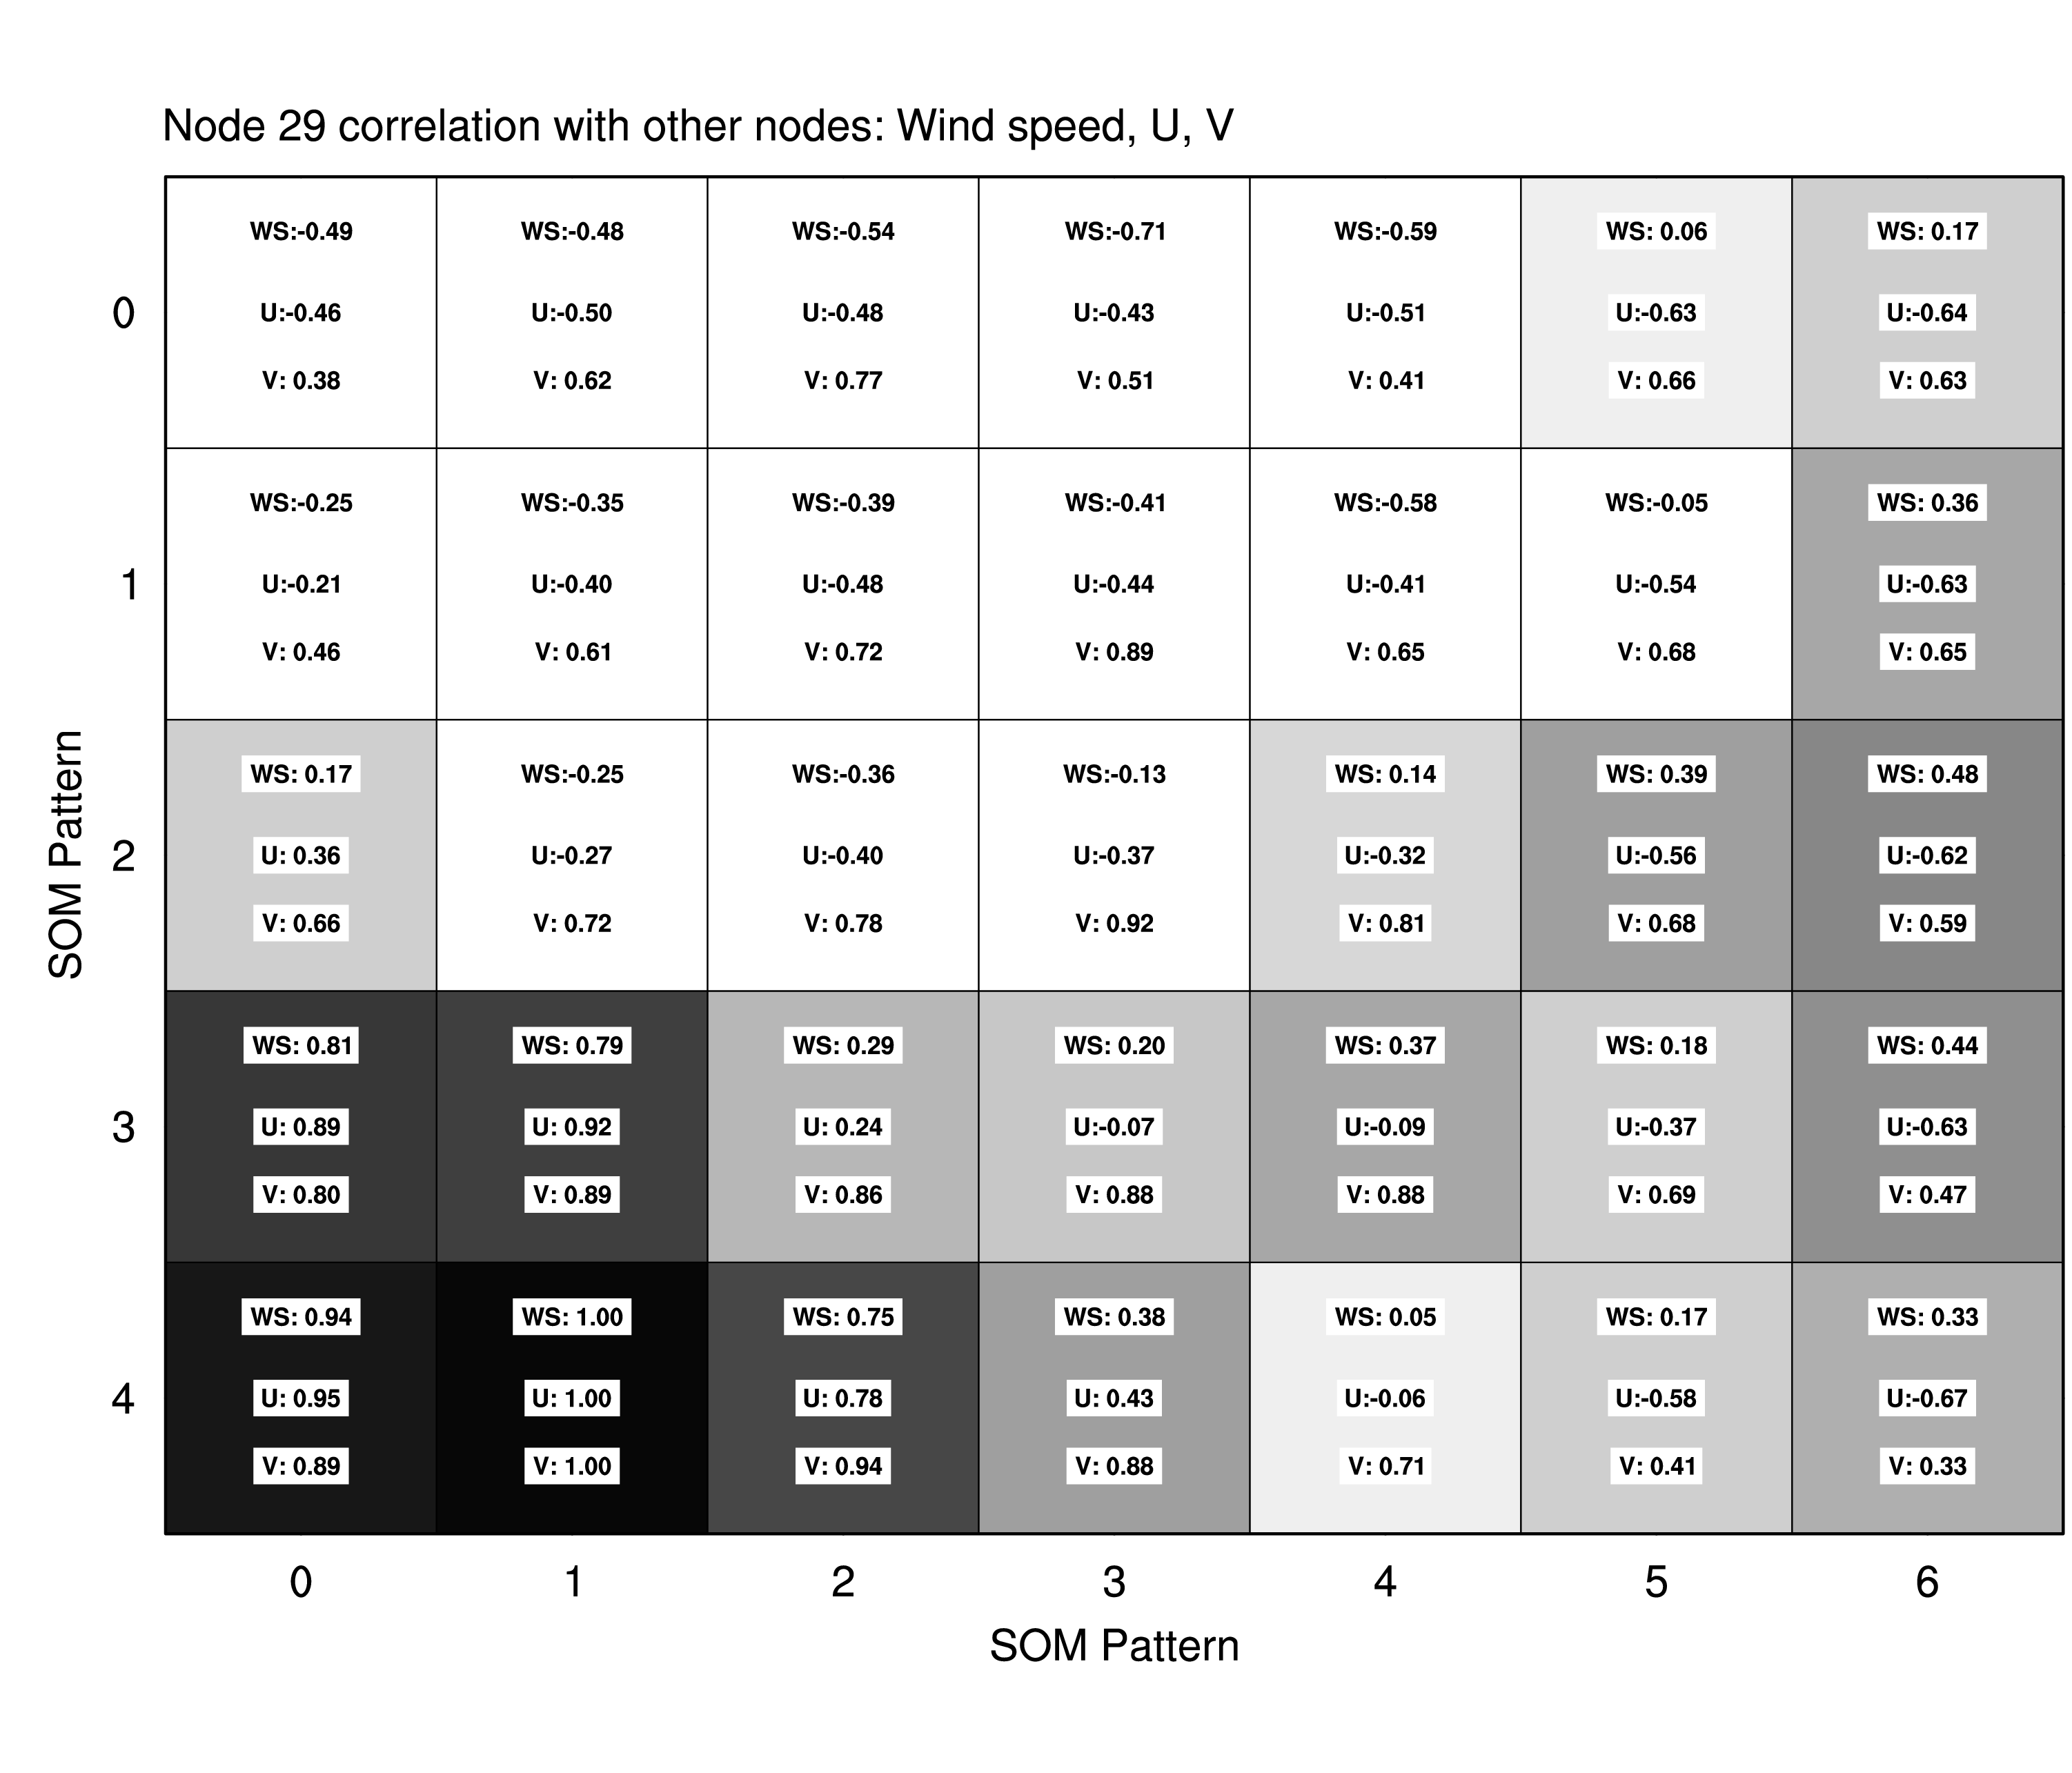 Node 29 correlation with other nodes: Wind speed, U, V
WS:-0.49 WS:-0.48 WS:-0.54 WS:-0.71 WS:-0.59 WS: 0.06 WS: 0.17
0 U:-0.46 U:-0.50 U:-0.48 U:-0.43 U:-0.51 U:-0.63 U:-0.64
V: 0.38 V: 0.62 V: 0.77 V: 0.51 V: 0.41 V: 0.66 V: 0.63
WS:-0.25 WS:-0.35 WS:-0.39 WS:-0.41 WS:-0.58 WS:-0.05 WS: 0.36
1 U:-0.21 U:-0.40 U:-0.48 U:-0.44 U:-0.41 U:-0.54 U:-0.63
V: 0.46 V: 0.61 V: 0.72 V: 0.89 V: 0.65 V: 0.68 V: 0.65
SOM Pattern
WS: 0.17 WS:-0.25 WS:-0.36 WS:-0.13 WS: 0.14 WS: 0.39 WS: 0.48
2 U: 0.36 U:-0.27 U:-0.40 U:-0.37 U:-0.32 U:-0.56 U:-0.62
V: 0.66 V: 0.72 V: 0.78 V: 0.92 V: 0.81 V: 0.68 V: 0.59
WS: 0.81 WS: 0.79 WS: 0.29 WS: 0.20 WS: 0.37 WS: 0.18 WS: 0.44
3 U: 0.89 U: 0.92 U: 0.24 U:-0.07 U:-0.09 U:-0.37 U:-0.63
V: 0.80 V: 0.89 V: 0.86 V: 0.88 V: 0.88 V: 0.69 V: 0.47
WS: 0.94 WS: 1.00 WS: 0.75 WS: 0.38 WS: 0.05 WS: 0.17 WS: 0.33
4 U: 0.95 U: 1.00 U: 0.78 U: 0.43 U:-0.06 U:-0.58 U:-0.67
V: 0.89 V: 1.00 V: 0.94 V: 0.88 V: 0.71 V: 0.41 V: 0.33
0 1 2 3 4 5 6
SOM Pattern